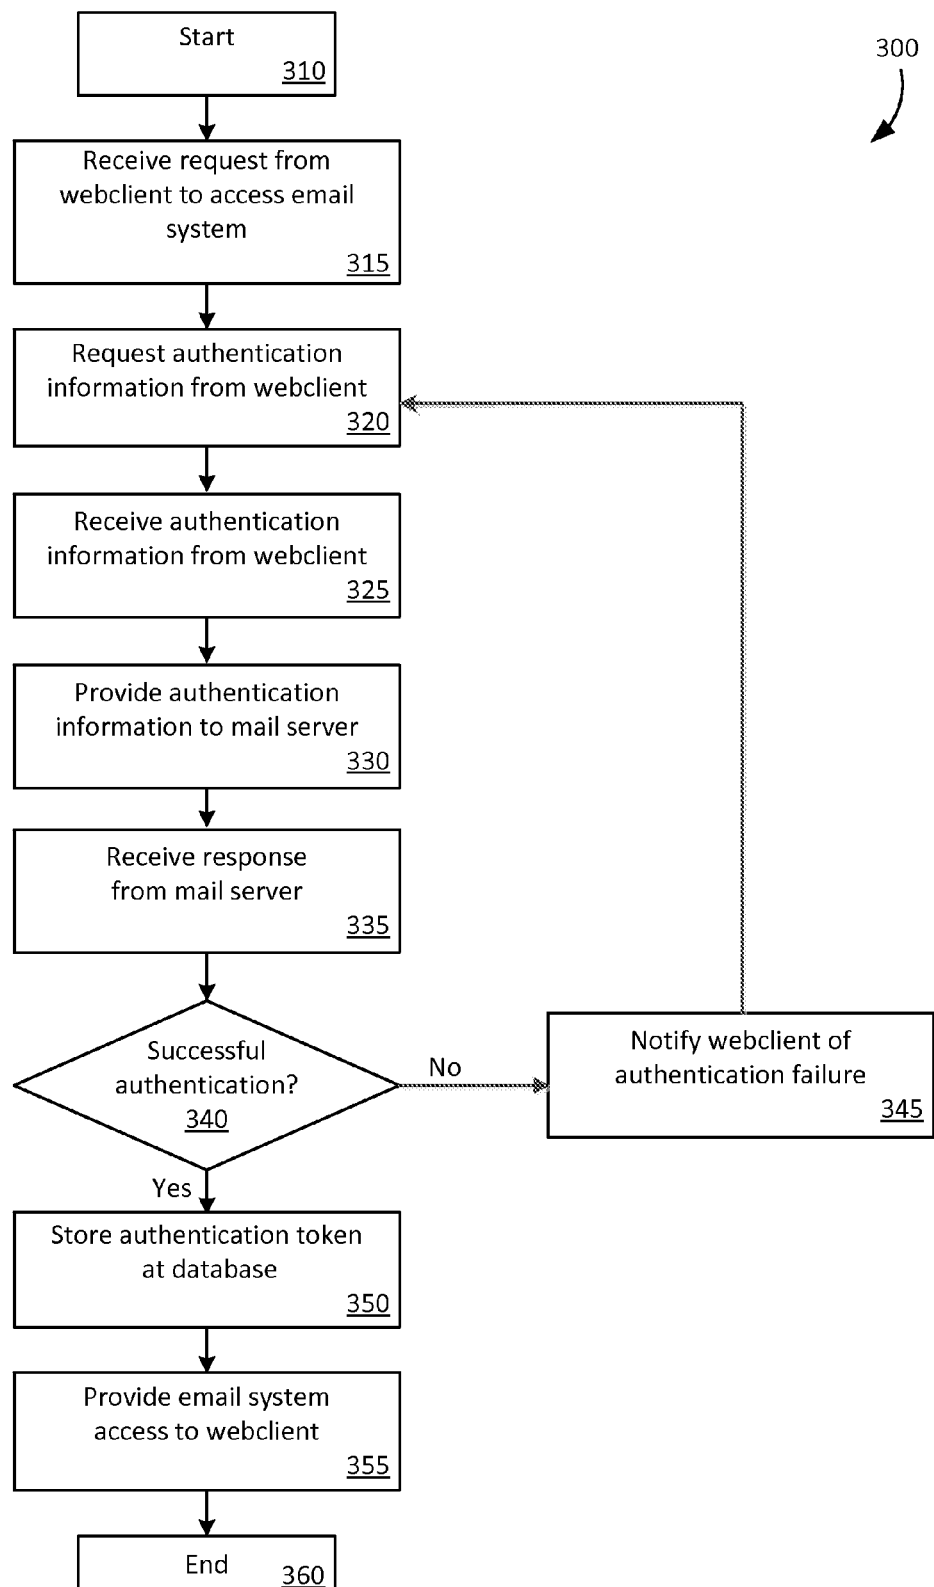 Start
310
300
Receive request from
webclient to access email
system
315
Request authentication
information from webclient
320
Receive authentication
information from webclient
325
Provide authentication
information to mail server
330
Receive response
from mail server
335
Successful
authentication?
340
No
Notify webclient of
authentication failure
345
Yes
Store authentication token
at database
350
Provide email system
access to webclient
355
End
360